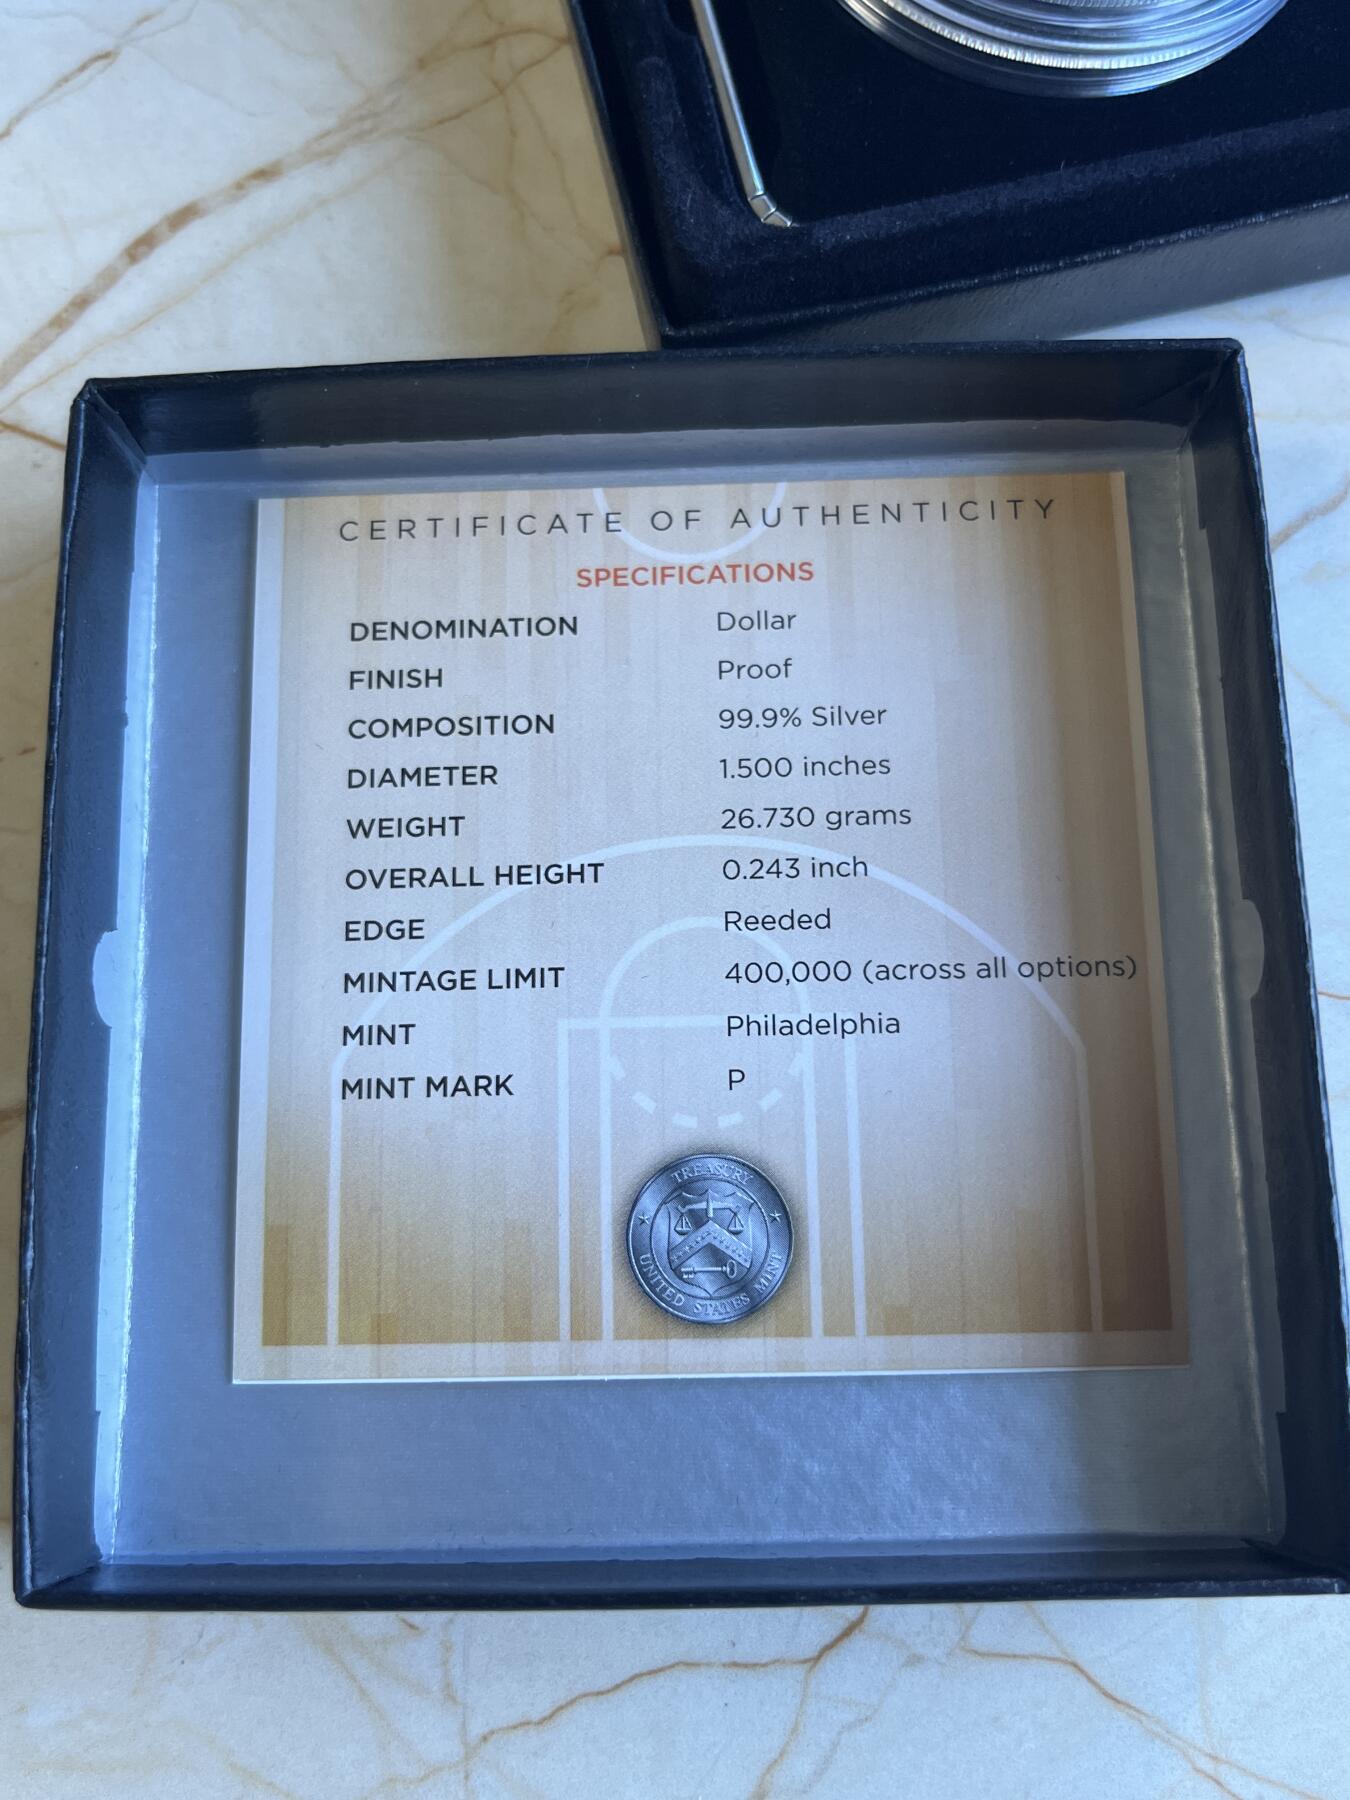 CERTIFICATE OF AUTHENTICITY
SPECIFICATIONS
DENOMINATION Dollar
FINISH Proof
COMPOSITION 99.9% Silver
DIAMETER 1.500 inches
WEIGHT 26.730 grams
OVERALL HEIGHT 0.243 inch
EDGE Reeded
MINTAGE LIMIT 400,000 (across all options)
MINT Philadelphia
MINT MARK P
TREASURY
UNITED STATES MINT